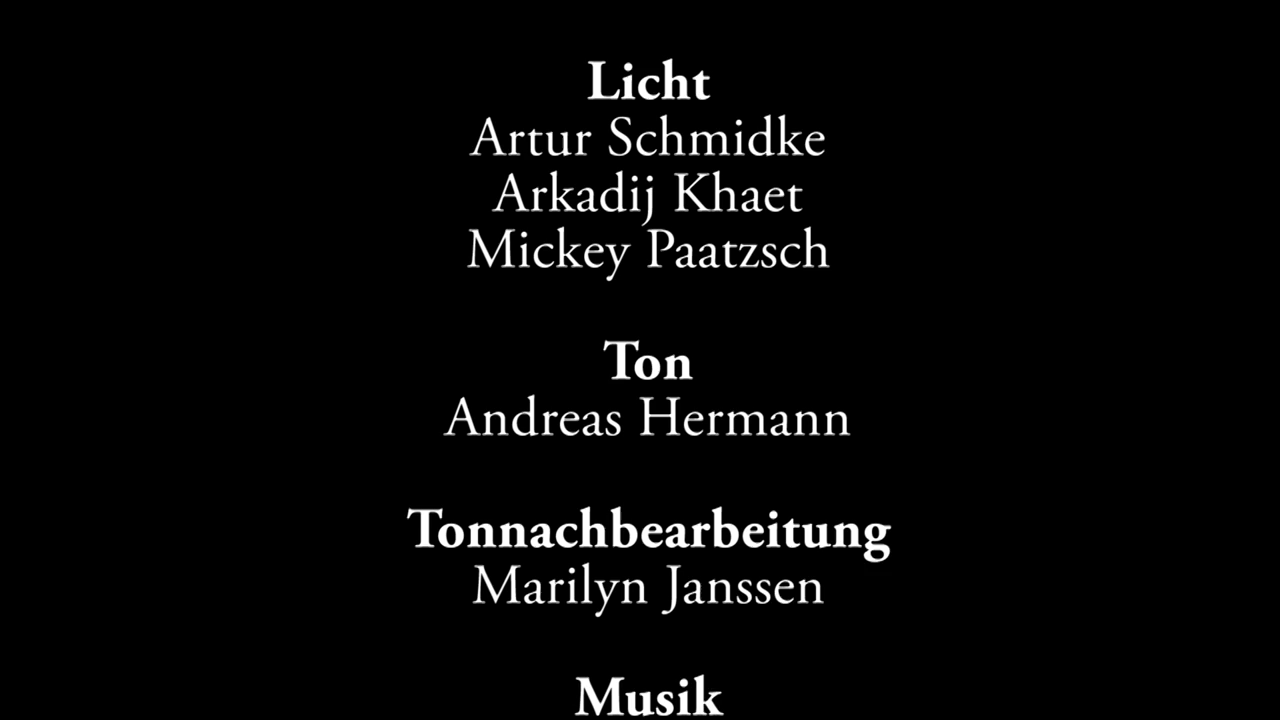 Licht
Artur Schmidke
Arkadij Khaet
Mickey Paatzsch
Ton
Andreas Hermann
Tonnachbearbeitung
Marilyn Janssen
Musik